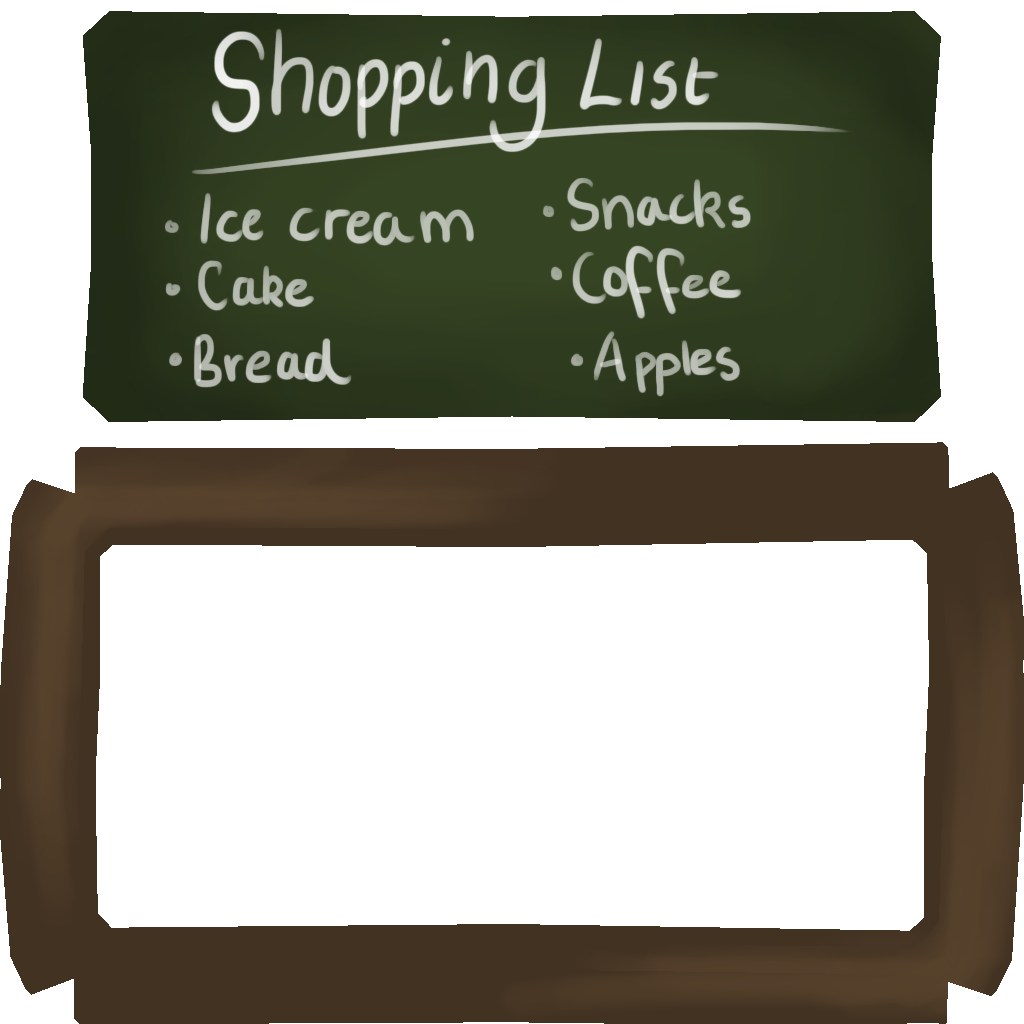 Shopping List
• Ice cream
• Cake
• Bread
• Snacks
• Coffee
• Apples